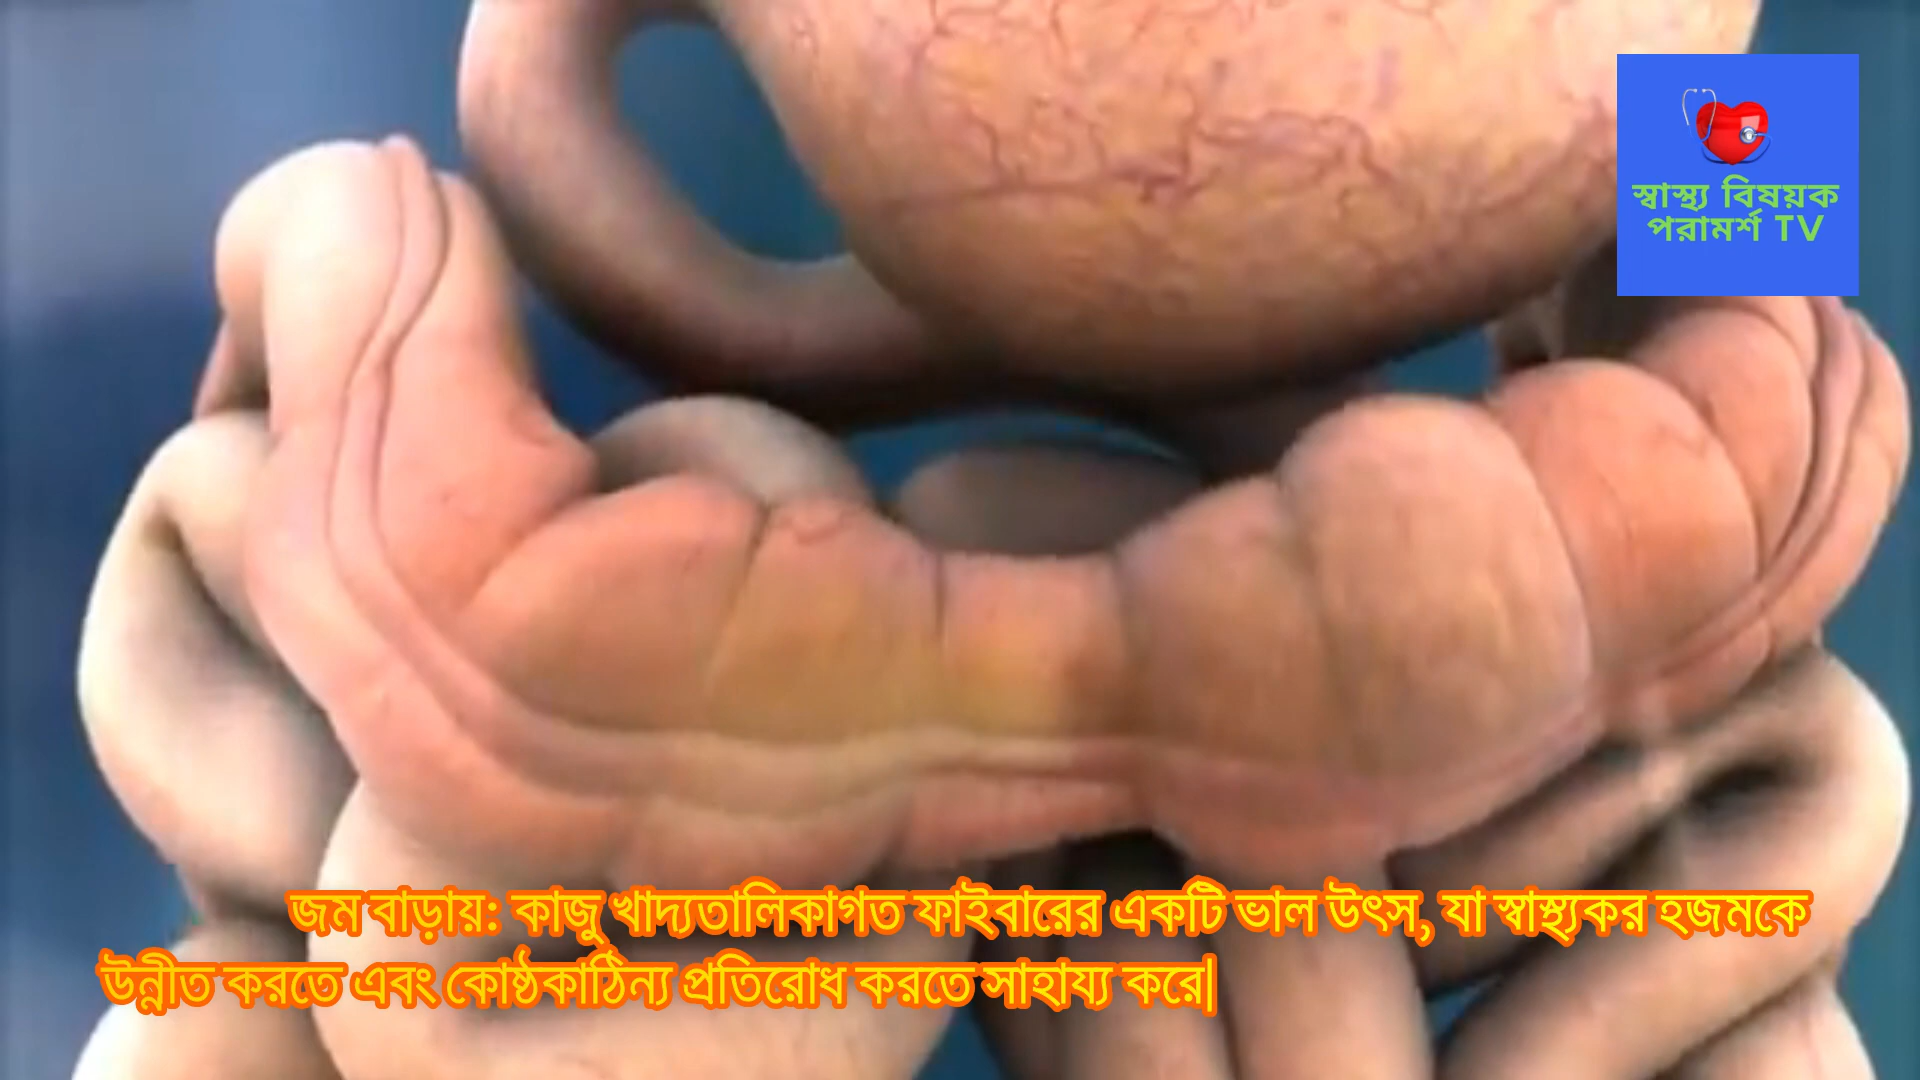 স্বাস্থ্য বিষয়ক
পরামর্শ TV
জম বাড়ায়: কাজু খাদ্যতালিকাগত ফাইবারের একটি ভাল উৎস, যা স্বাস্থ্যকর হজমকে
উন্নীত করতে এবং কোষ্ঠকাঠিন্য প্রতিরোধ করতে সাহায্য করে|